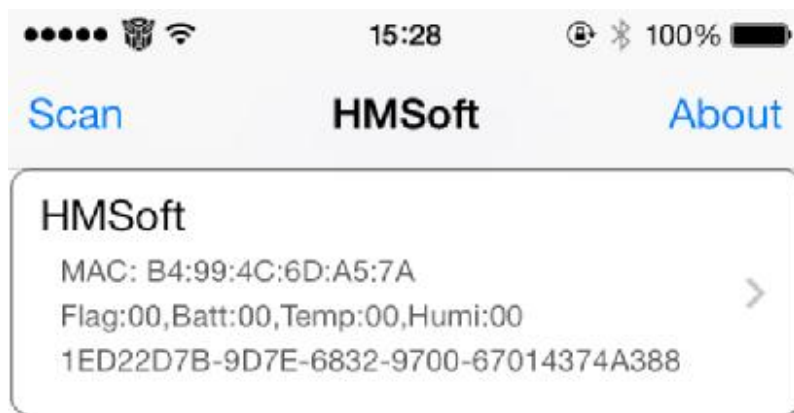 15:28 100%
Scan HMSoft About
HMSoft
MAC: B4:99:4C:6D:A5:7A
Flag:00,Batt:00,Temp:00,Humi:00
1ED22D7B-9D7E-6832-9700-67014374A388